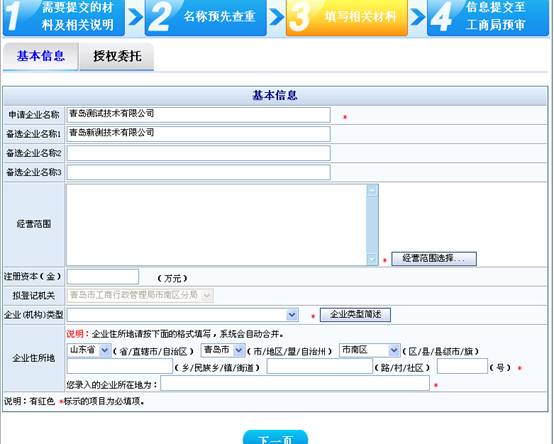 1 需要提交的材料及相关说明
2 名称预先查重
3 填写相关材料
4 信息提交至工商局预审
基本信息 授权委托
基本信息
申请企业名称 青岛测试技术有限公司 *
备选企业名称1 青岛新测技术有限公司
备选企业名称2
备选企业名称3
经营范围 * 经营范围选择...
注册资本(金) (万元)
拟登记机关 青岛市工商行政管理局市南区分局
企业(机构)类型 * 企业类型简述
说明:企业住所地请按下面的格式填写,系统会自动合并。
企业住所地 山东省 (省/直辖市/自治区) 青岛市 (市/地区/盟/自治州) 市南区 (区/县/县级市/旗)
(乡/民族乡/镇/街道) (路/村/社区) (号) *
您录入的企业所在地为: *
说明:有红色 *标示的项目为必填项。
下一页